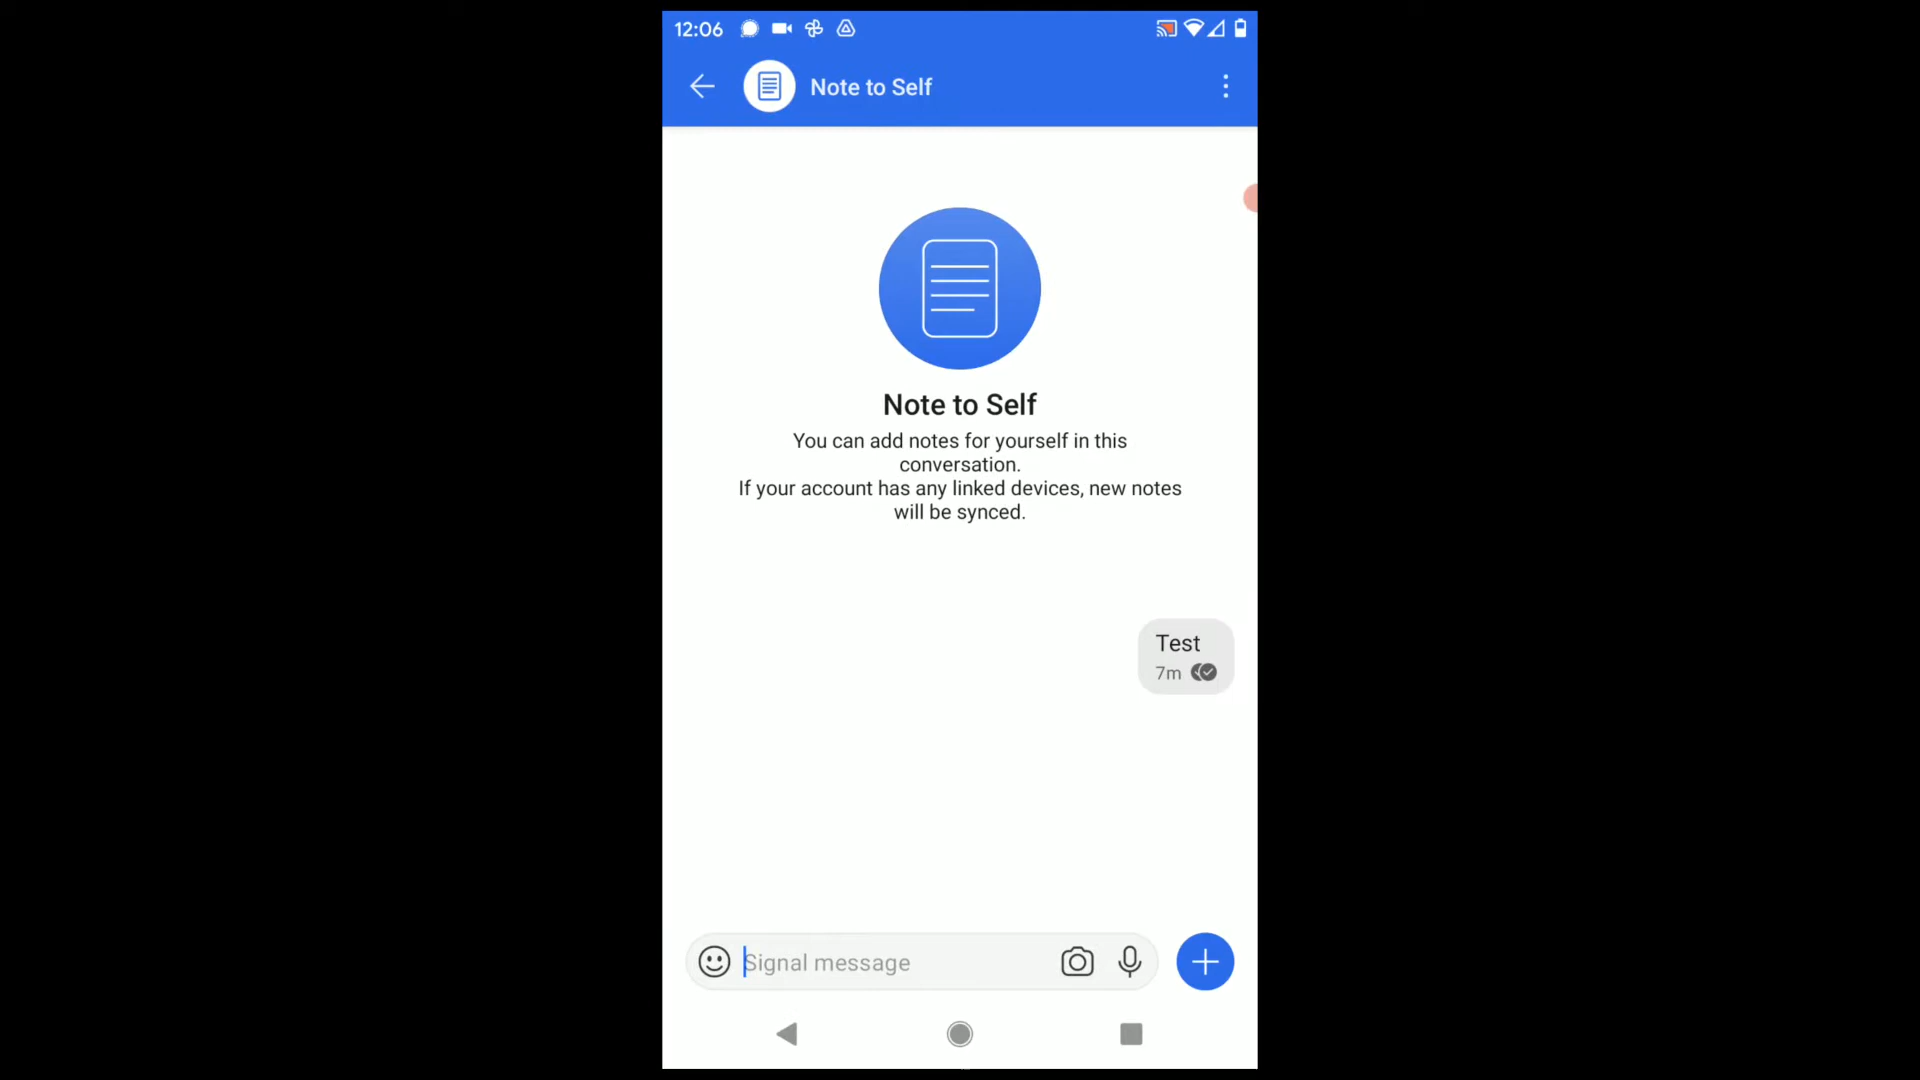 12:06
Note to Self
Note to Self
You can add notes for yourself in this
conversation.
If your account has any linked devices, new notes
will be synced.
Test
7m
Signal message